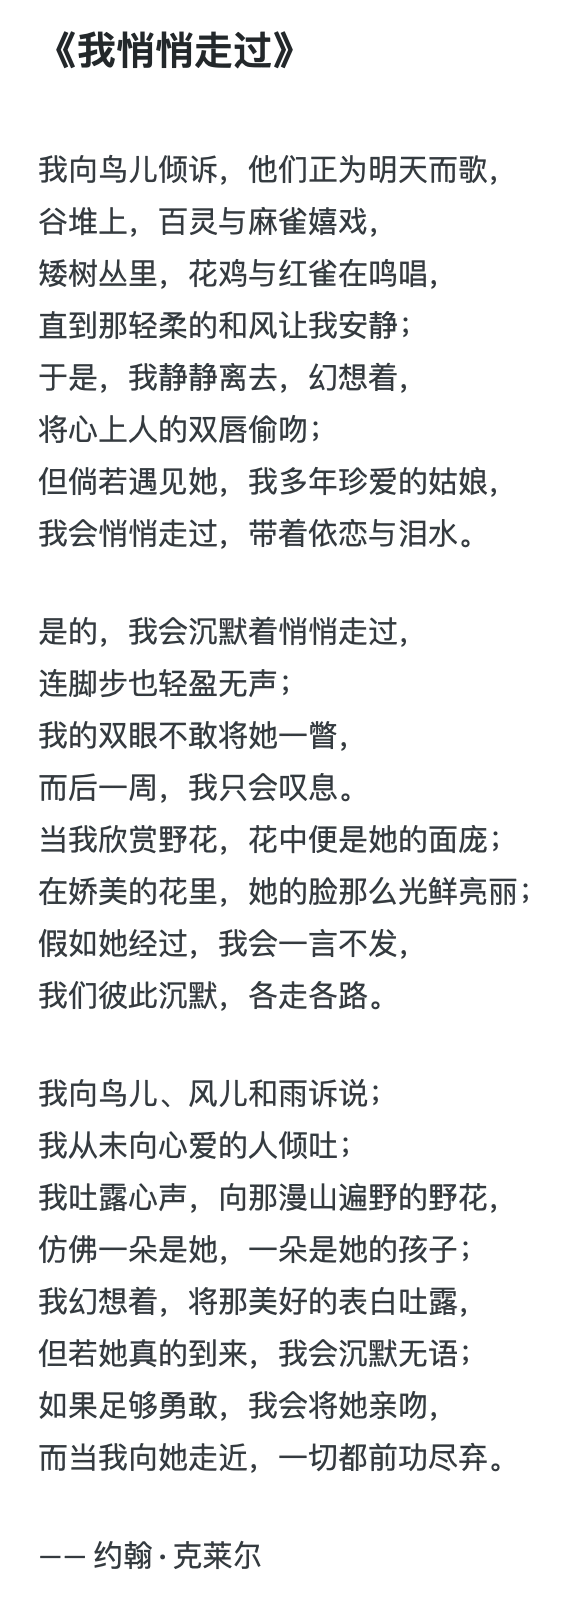 《我悄悄走过》
我向鸟儿倾诉，他们正为明天而歌，
谷堆上，百灵与麻雀嬉戏，
矮树丛里，花鸡与红雀在鸣唱，
直到那轻柔的和风让我安静；
于是，我静静离去，幻想着，
将心上人的双唇偷吻；
但倘若遇见她，我多年珍爱的姑娘，
我会悄悄走过，带着依恋与泪水。
是的，我会沉默着悄悄走过，
连脚步也轻盈无声；
我的双眼不敢将她一瞥，
而后一周，我只会叹息。
当我欣赏野花，花中便是她的面庞；
在娇美的花里，她的脸那么光鲜亮丽；
假如她经过，我会一言不发，
我们彼此沉默，各走各路。
我向鸟儿、风儿和雨诉说；
我从未向心爱的人倾吐；
我吐露心声，向那漫山遍野的野花，
仿佛一朵是她，一朵是她的孩子；
我幻想着，将那美好的表白吐露，
但若她真的到来，我会沉默无语；
如果足够勇敢，我会将她亲吻，
而当我向她走近，一切都前功尽弃。
—— 约翰·克莱尔